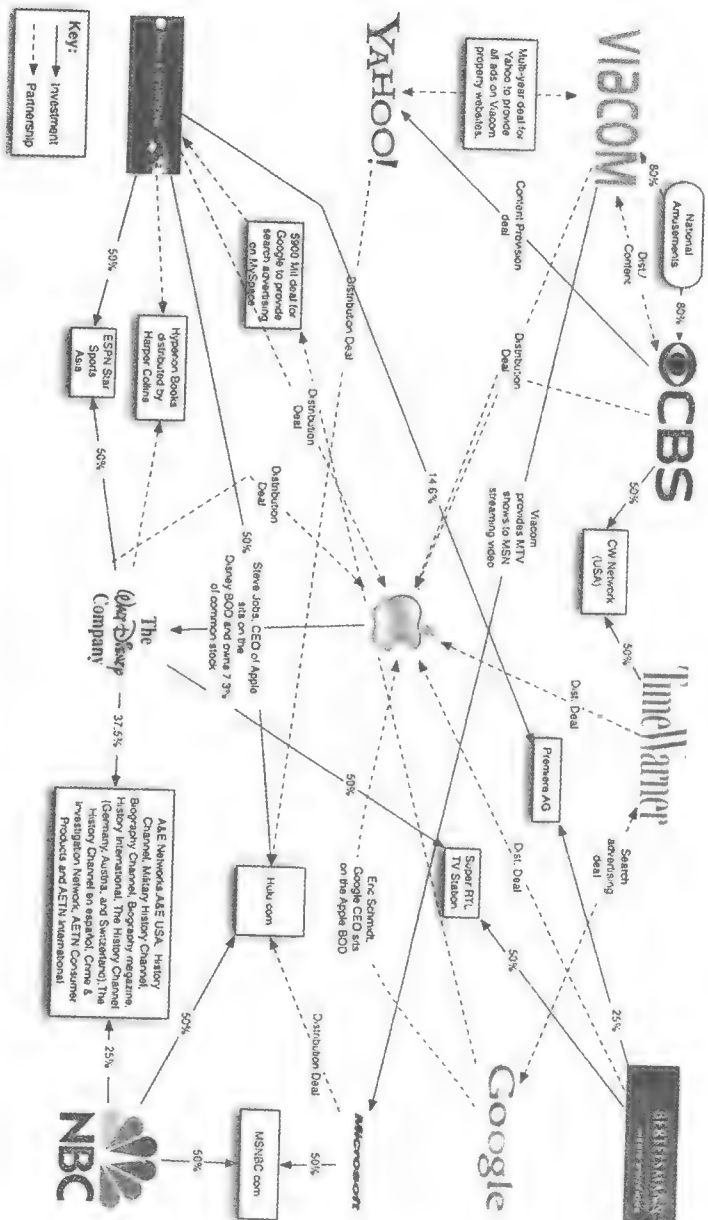 VIACOM
80%
National
Amusements
80%
Dist./
Content
CBS
50%
CW Network
(USA)
50%
TimeWarner
Search
advertising
deal
Multi-year deal for
Yahoo to provide
all ads on Viacom
property websites.
Content Provision
deal
Distribution
Deal
Viacom
provides MTV
shows to MSN
streaming video
Dist. Deal
Premiere AG
Dist. Deal
25%
YAHOO!
Distribution Deal
14.6%
Super RTL
TV Station
50%
Google
$900 Mil deal for
Google to provide
search advertising
on MySpace
Distribution
Deal
Eric Schmidt,
Google CEO sits
on the Apple BOD
50%
Hyperion Books
distributed by
Harper Collins
Distribution
Deal
50%
Steve Jobs, CEO of Apple
sits on the
Disney BOD and owns 7.3%
of common stock
Hulu.com
Distribution Deal
Microsoft
50%
ESPN Star
Sports
Asia
50%
The
Walt Disney
Company
37.5%
A&E Networks,A&E USA, History
Channel, Military History Channel,
Biography Channel, Biography magazine,
History International, The History Channel
(Germany, Austria, and Switzerland),The
History Channel en español, Crime &
Investigation Network, AETN Consumer
Products and AETN International
50%
25%
MSNBC.com
50%
50%
NBC
Key:
Investment
Partnership